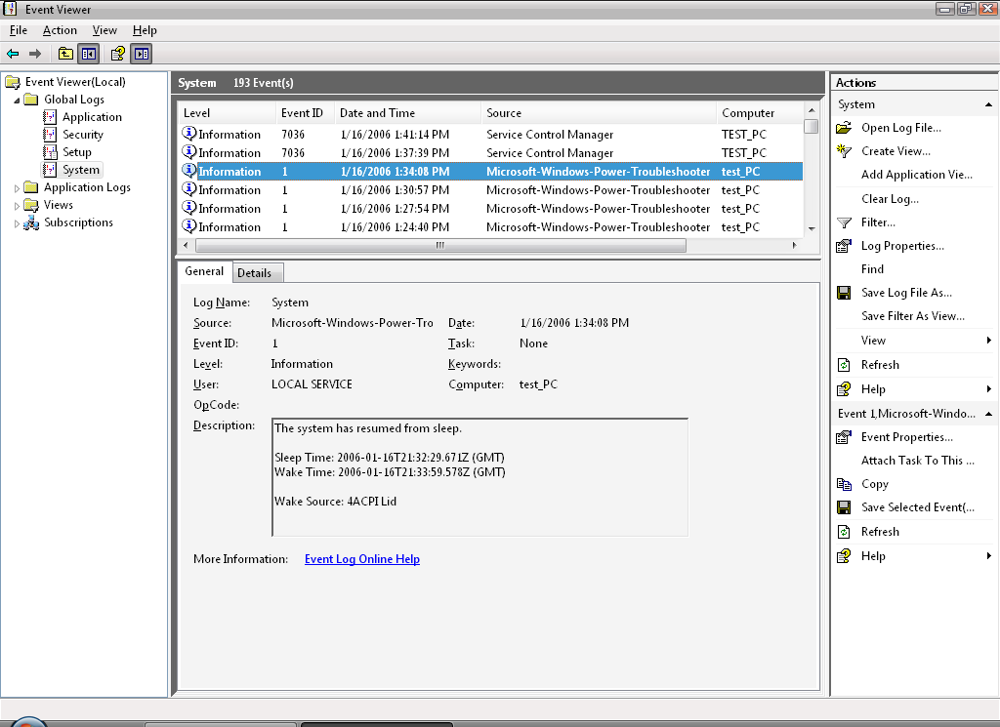 Event Viewer
File Action View Help
Event Viewer(Local)
Global Logs
Application
Security
Setup
System
Application Logs
Views
Subscriptions
System 193 Event(s)
Level Event ID Date and Time Source Computer
Information 7036 1/16/2006 1:41:14 PM Service Control Manager TEST_PC
Information 7036 1/16/2006 1:37:39 PM Service Control Manager TEST_PC
Information 1 1/16/2006 1:34:08 PM Microsoft-Windows-Power-Troubleshooter test_PC
Information 1 1/16/2006 1:30:57 PM Microsoft-Windows-Power-Troubleshooter test_PC
Information 1 1/16/2006 1:27:54 PM Microsoft-Windows-Power-Troubleshooter test_PC
Information 1 1/16/2006 1:24:40 PM Microsoft-Windows-Power-Troubleshooter test_PC
General Details
Log Name: System
Source: Microsoft-Windows-Power-Tro Date: 1/16/2006 1:34:08 PM
Event ID: 1 Task: None
Level: Information Keywords:
User: LOCAL SERVICE Computer: test_PC
OpCode:
Description: The system has resumed from sleep.
Sleep Time: 2006-01-16T21:32:29.671Z (GMT)
Wake Time: 2006-01-16T21:33:59.578Z (GMT)
Wake Source: 4ACPI Lid
More Information: Event Log Online Help
Actions
System
Open Log File...
Create View...
Add Application Vie...
Clear Log...
Filter...
Log Properties...
Find
Save Log File As...
Save Filter As View...
View
Refresh
Help
Event 1,Microsoft-Windo...
Event Properties...
Attach Task To This ...
Copy
Save Selected Event(...
Refresh
Help